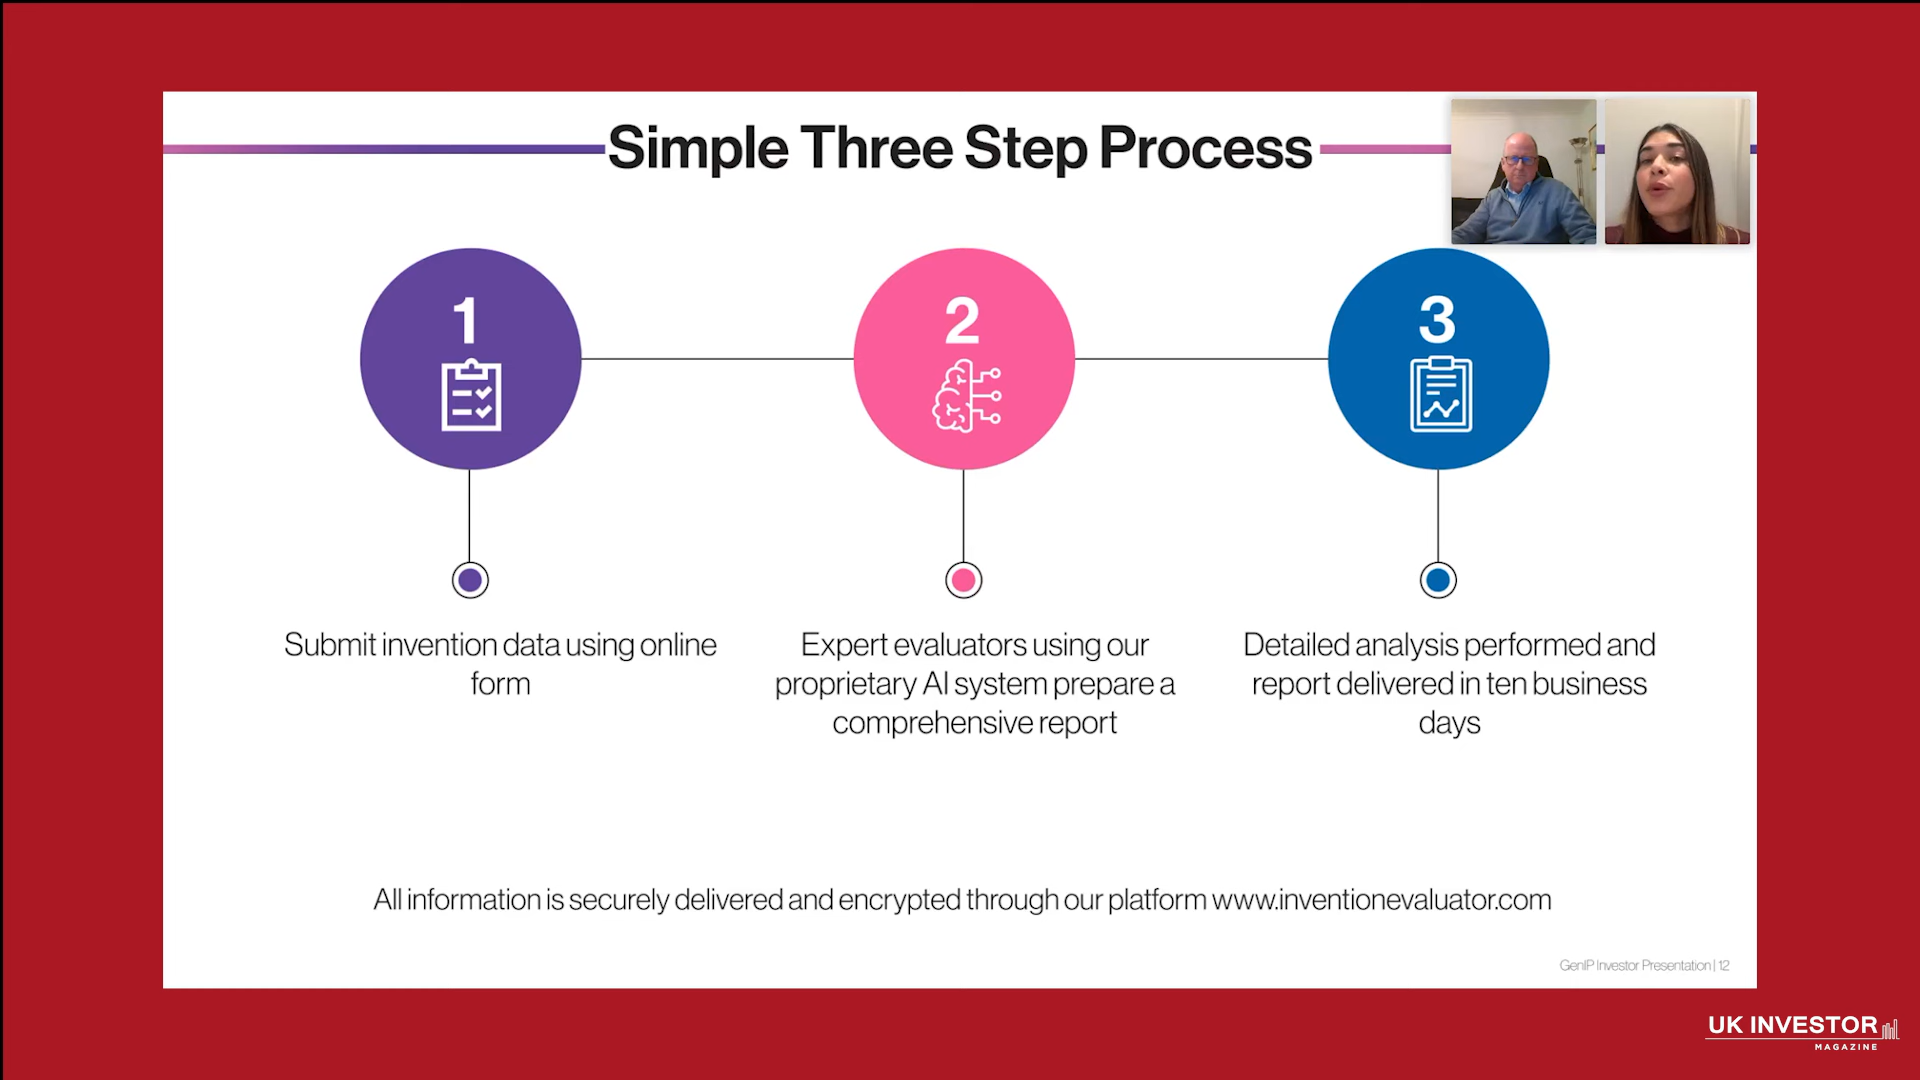 Simple Three Step Process
1
2
3
Submit invention data using online
form
Expert evaluators using our
proprietary AI system prepare a
comprehensive report
Detailed analysis performed and
report delivered in ten business
days
All information is securely delivered and encrypted through our platform www.inventionevaluator.com
GenIP Investor Presentation | 12
UK INVESTOR
MAGAZINE